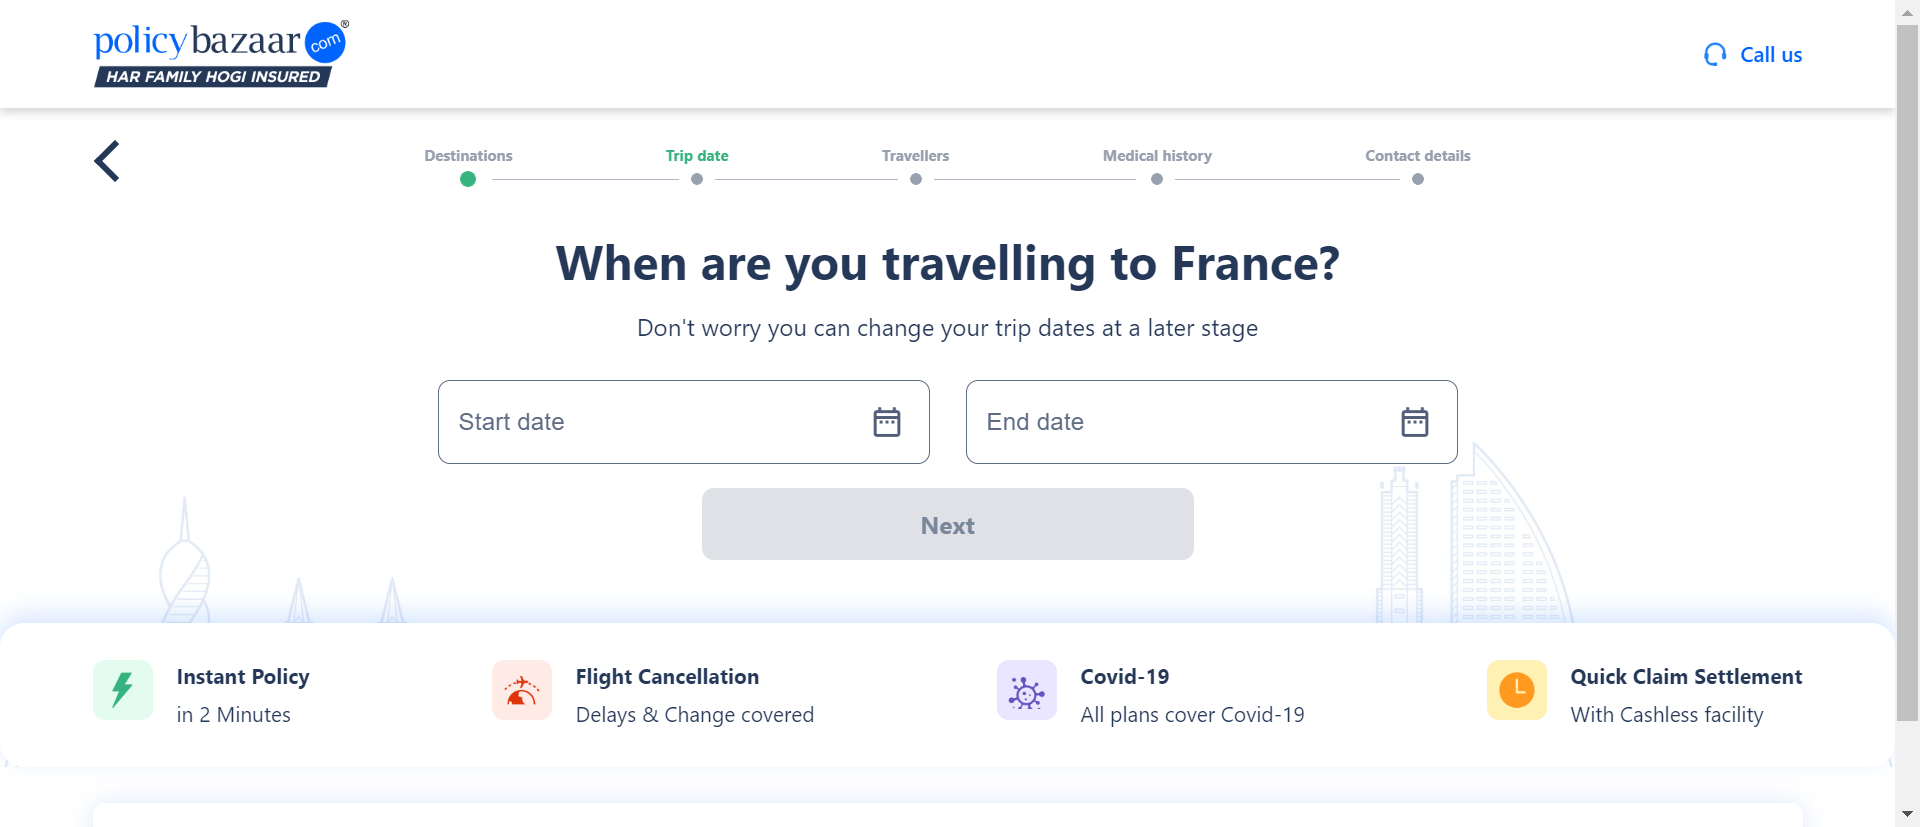 policybazaar com ®
HAR FAMILY HOGI INSURED
Call us
Destinations
Trip date
Travellers
Medical history
Contact details
When are you travelling to France?
Don't worry you can change your trip dates at a later stage
Start date
End date
Next
Instant Policy
in 2 Minutes
Flight Cancellation
Delays & Change covered
Covid-19
All plans cover Covid-19
Quick Claim Settlement
With Cashless facility